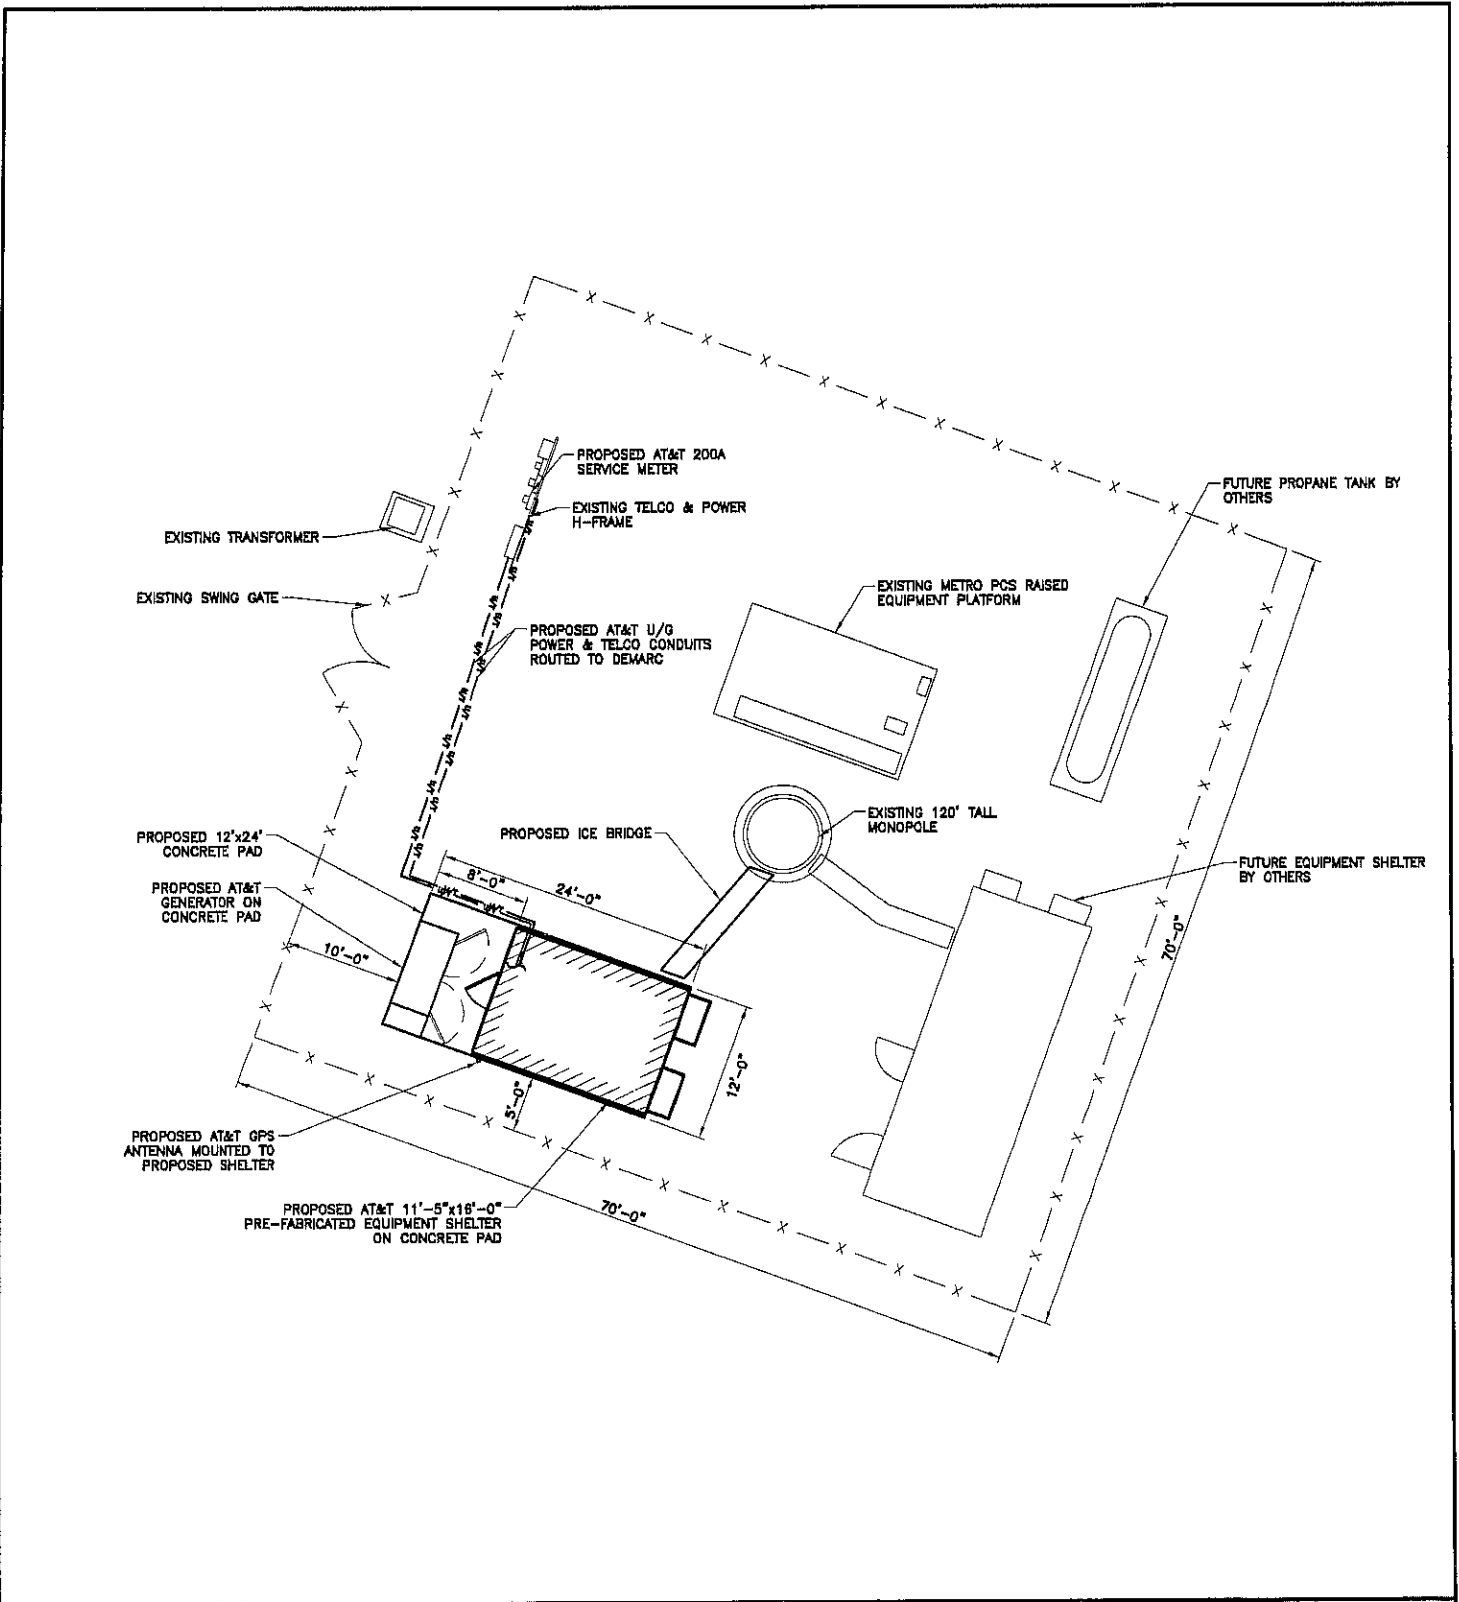 PROPOSED AT&T 200A
SERVICE METER
EXISTING TELCO & POWER
H-FRAME
FUTURE PROPANE TANK BY
OTHERS
EXISTING TRANSFORMER
EXISTING SWING GATE
EXISTING METRO PCS RAISED
EQUIPMENT PLATFORM
PROPOSED AT&T U/G
POWER & TELCO CONDUITS
ROUTED TO DEMARC
EXISTING 120' TALL
MONOPOLE
PROPOSED ICE BRIDGE
PROPOSED 12'x24'
CONCRETE PAD
PROPOSED AT&T
GENERATOR ON
CONCRETE PAD
FUTURE EQUIPMENT SHELTER
BY OTHERS
8'-0"
24'-0"
10'-0"
70'-0"
12'-0"
5'-0"
PROPOSED AT&T GPS
ANTENNA MOUNTED TO
PROPOSED SHELTER
PROPOSED AT&T 11'-5"x16'-0"
PRE-FABRICATED EQUIPMENT SHELTER
ON CONCRETE PAD
70'-0"